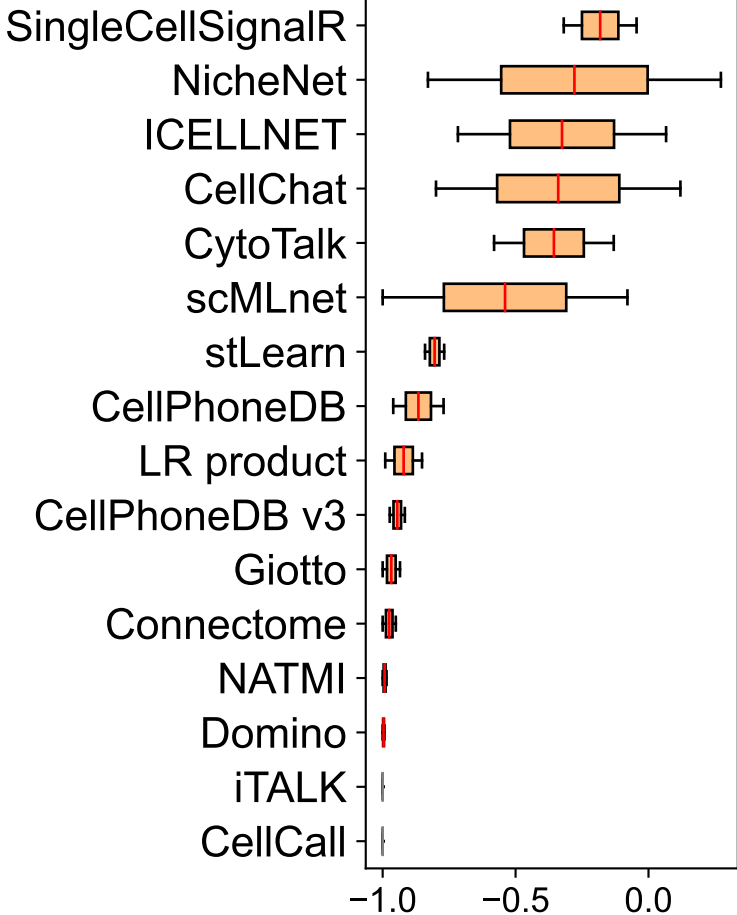 SingleCellSignalR
NicheNet
ICELLNET
CellChat
CytoTalk
scMLnet
stLearn
CellPhoneDB
LR product
CellPhoneDB v3
Giotto
Connectome
NATMI
Domino
iTALK
CellCall
−1.0 −0.5 0.0